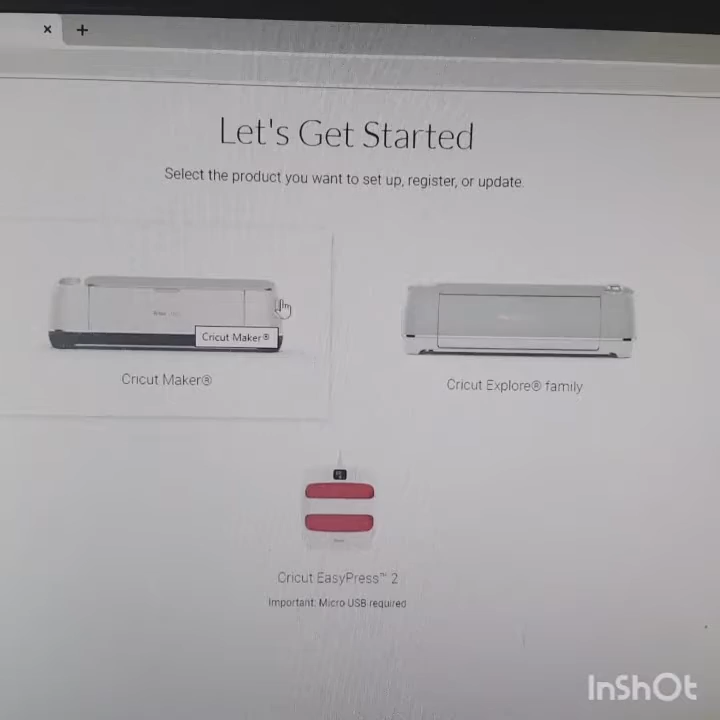 Let's Get Started
Select the product you want to set up, register, or update.
Cricut Maker®
Cricut Maker®
Cricut Explore® family
Cricut EasyPress™ 2
Important: Micro USB required
InShOt